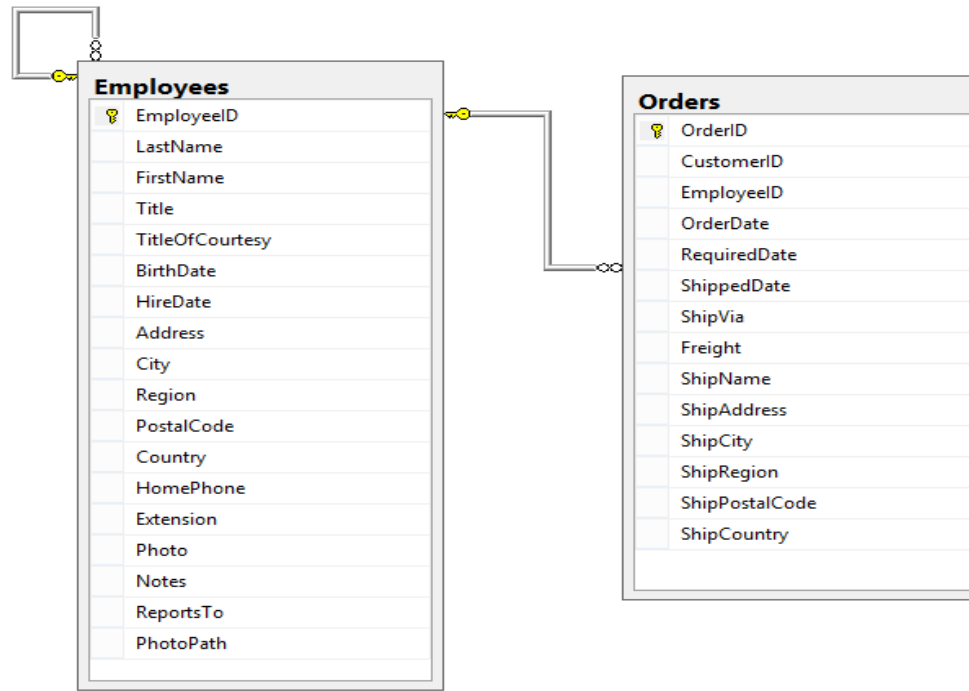 Employees
EmployeeID
LastName
FirstName
Title
TitleOfCourtesy
BirthDate
HireDate
Address
City
Region
PostalCode
Country
HomePhone
Extension
Photo
Notes
ReportsTo
PhotoPath
Orders
OrderID
CustomerID
EmployeeID
OrderDate
RequiredDate
ShippedDate
ShipVia
Freight
ShipName
ShipAddress
ShipCity
ShipRegion
ShipPostalCode
ShipCountry